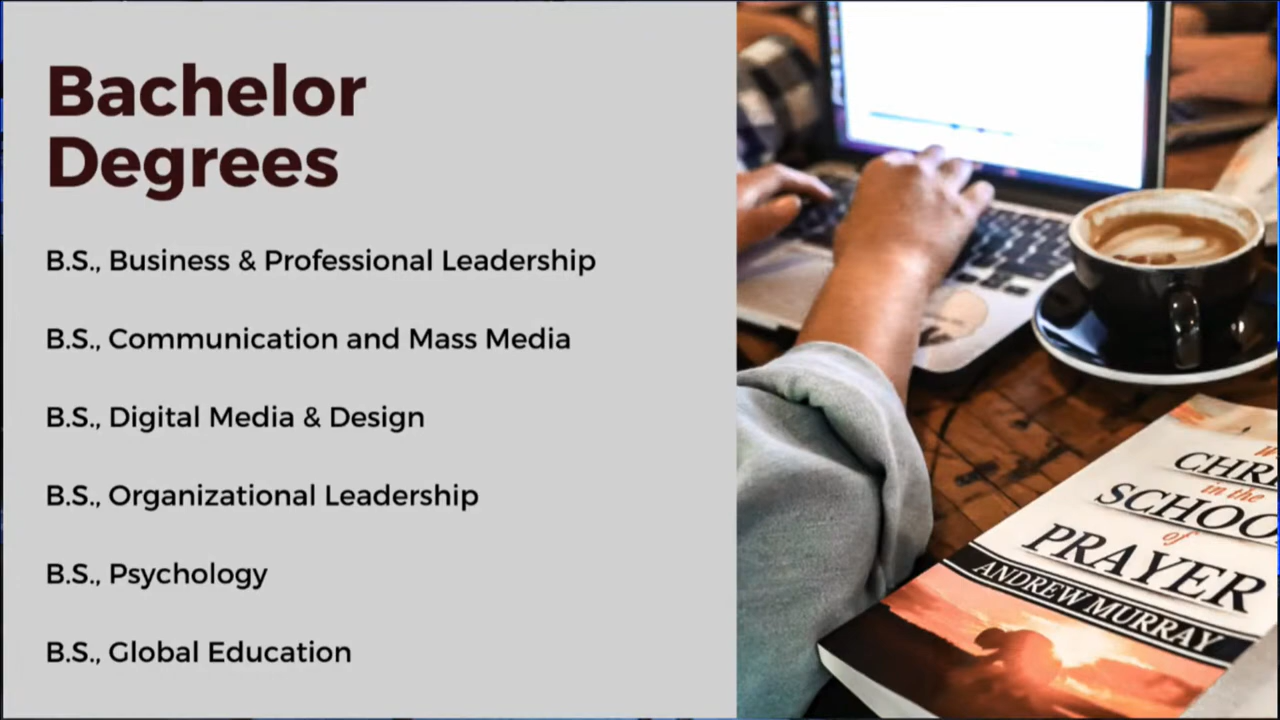 Bachelor
Degrees
B.S., Business & Professional Leadership
B.S., Communication and Mass Media
B.S., Digital Media & Design
B.S., Organizational Leadership
B.S., Psychology
B.S., Global Education
in the
SCHOO
of
PRAYER
ANDREW MURRAY